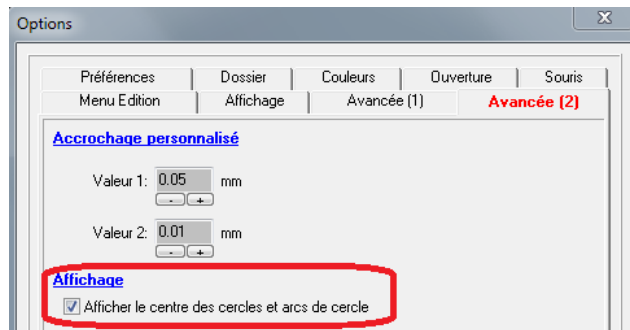 Options
Préférences Dossier Couleurs Ouverture Souris
Menu Edition Affichage Avancée (1) Avancée (2)
Accrochage personnalisé
Valeur 1: 0.05 mm
- +
Valeur 2: 0.01 mm
- +
Affichage
Afficher le centre des cercles et arcs de cercle